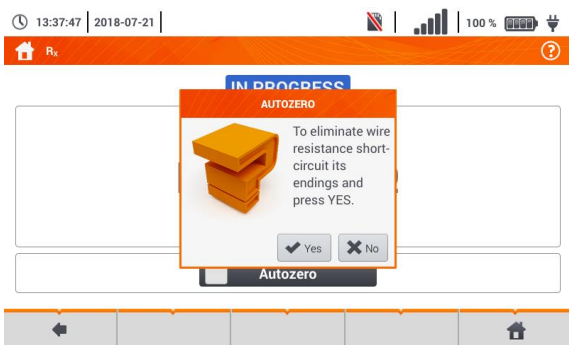 13:37:47 2018-07-21 100 %
Rx ?
IN PROGRESS
AUTOZERO
To eliminate wire
resistance short-
circuit its
endings and
press YES.
Yes No
Autozero